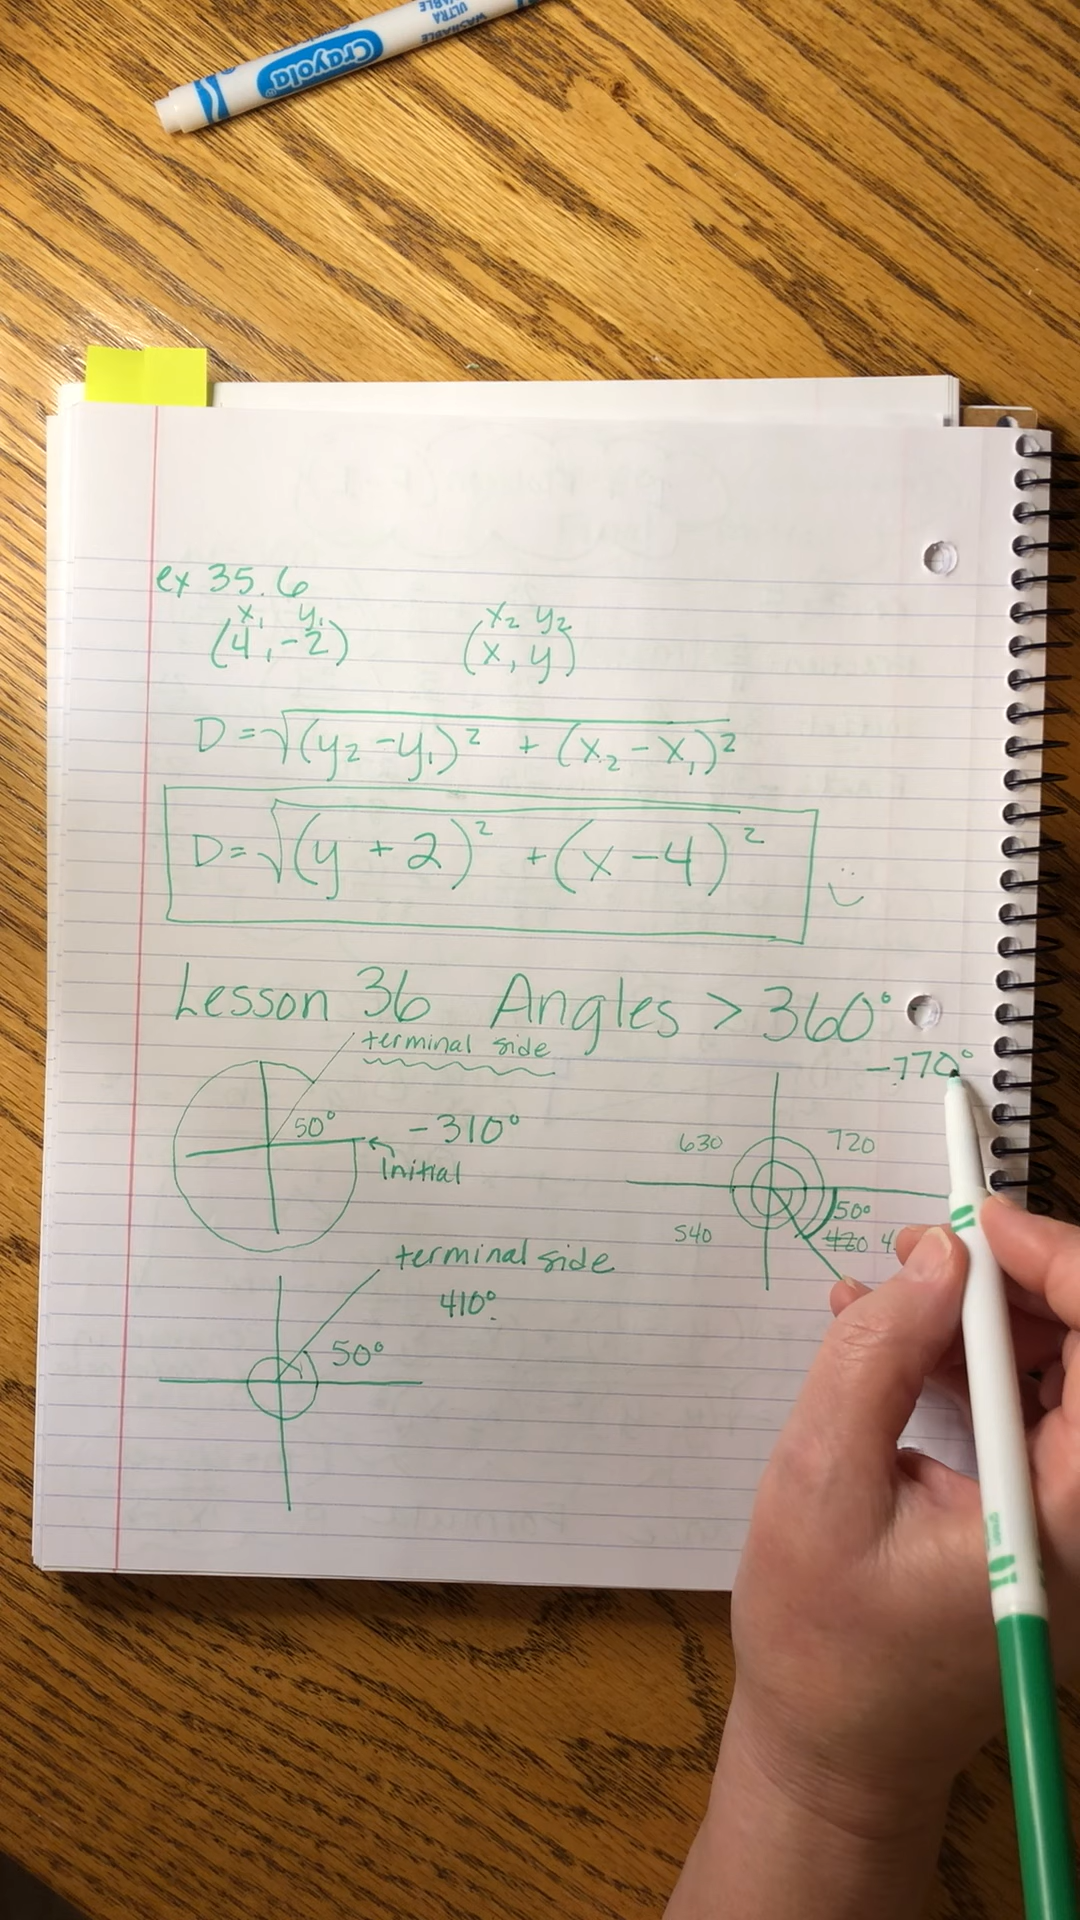 Crayola
ULTRA
WASHABLE
ex 35.6
x₁ y₁
(4, -2)
x₂ y₂
(x, y)
D = √(y₂ - y₁)² + (x₂ - x₁)²
D = √(y + 2)² + (x - 4)²
Lesson 36 Angles > 360°
terminal side
50°
-310°
Initial
-770°
630
720
540
50°
420
terminal side
410°
50°